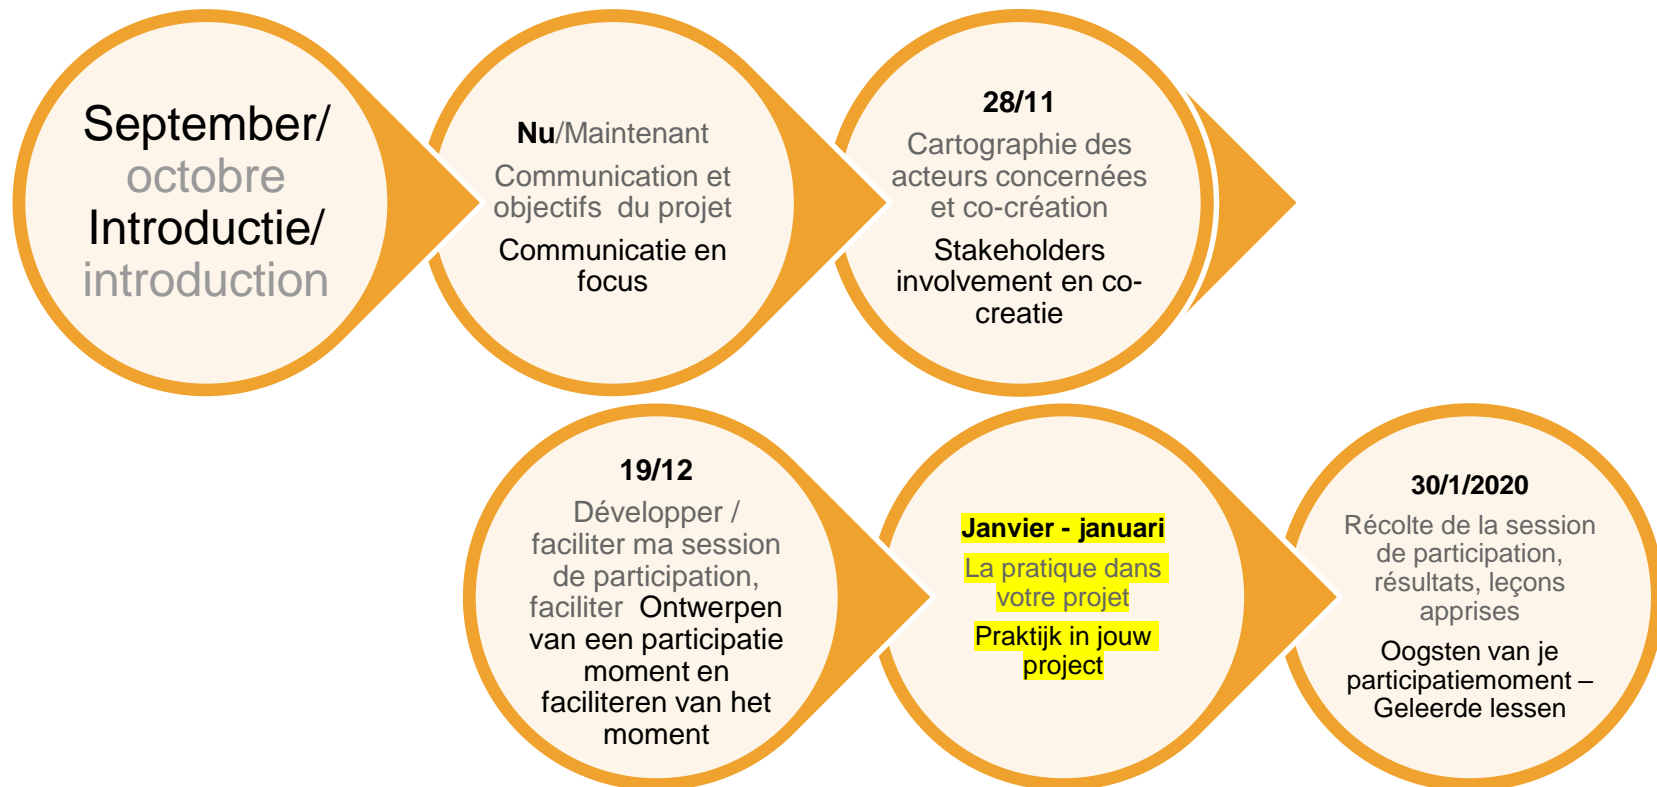 September/
octobre
Introductie/
introduction
Nu/Maintenant
Communication et
objectifs du projet
Communicatie en
focus
28/11
Cartographie des
acteurs concernées
et co-création
Stakeholders
involvement en co-
creatie
19/12
Développer /
faciliter ma session
de participation,
faciliter Ontwerpen
van een participatie
moment en
faciliteren van het
moment
Janvier - januari
La pratique dans
votre projet
Praktijk in jouw
project
30/1/2020
Récolte de la session
de participation,
résultats, leçons
apprises
Oogsten van je
participatiemoment –
Geleerde lessen